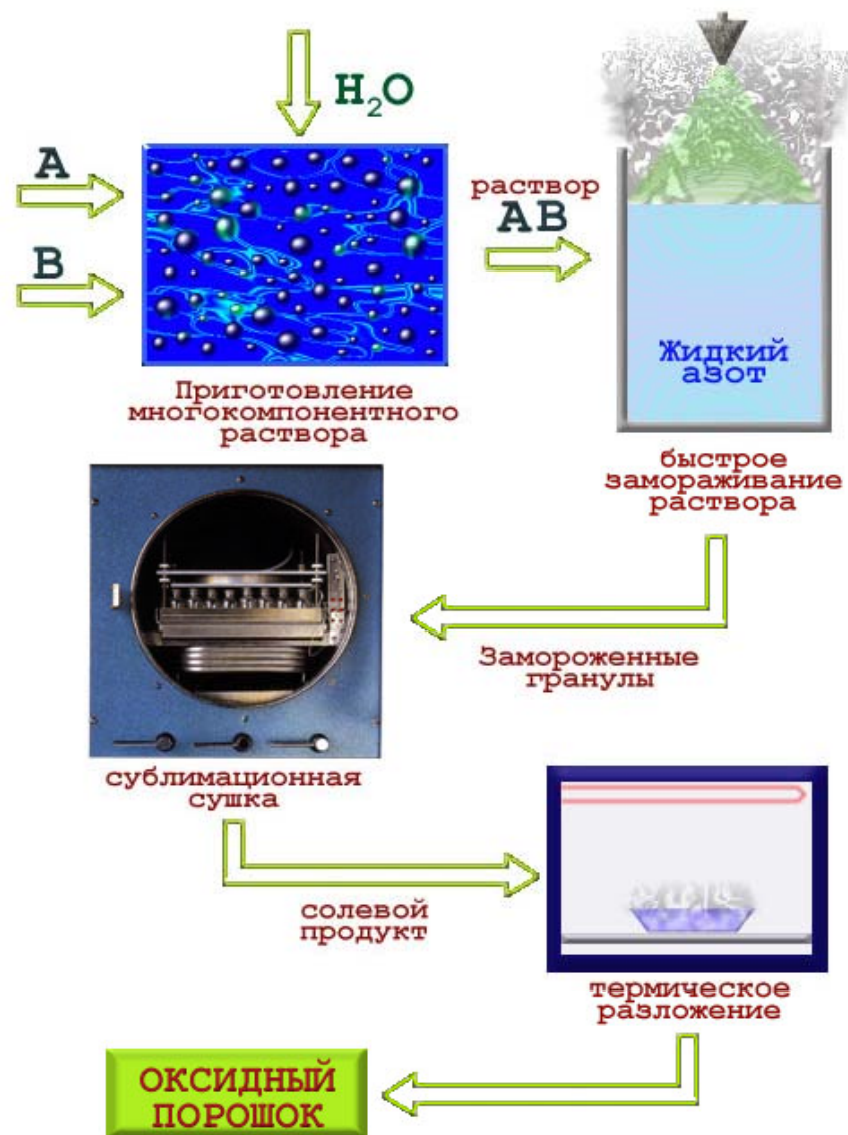 H₂O
A
B
раствор
AB
Жидкий
азот
Приготовление
многокомпонентного
раствора
быстрое
замораживание
раствора
Замороженные
гранулы
сублимационная
сушка
солевой
продукт
термическое
разложение
ОКСИДНЫЙ
ПОРОШОК